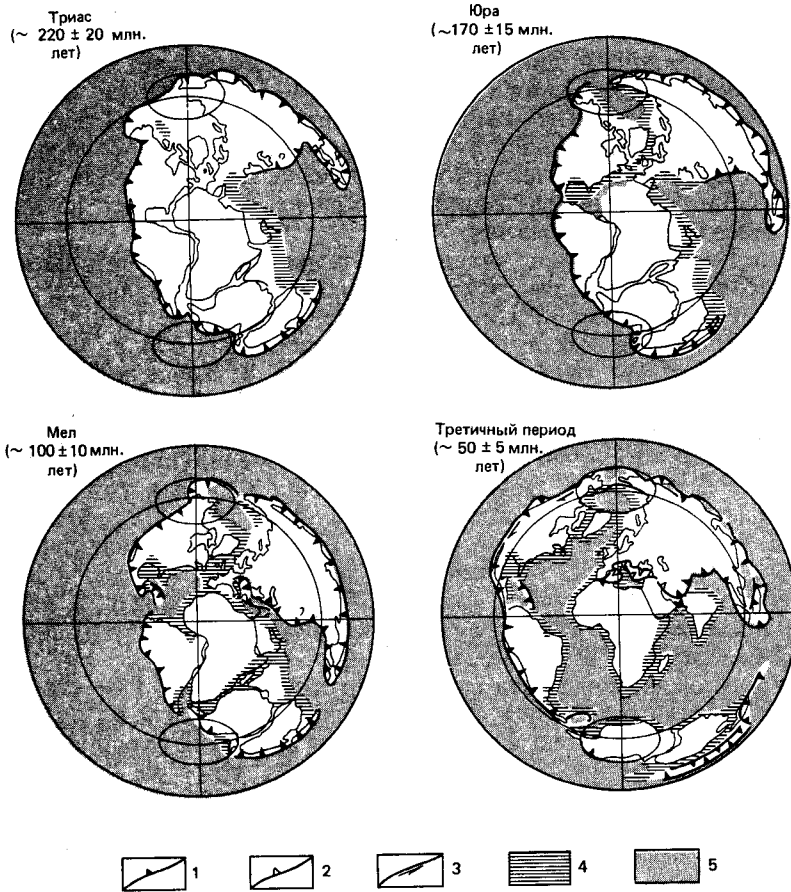 Триас
(~ 220 ± 20 млн.
лет)
Юра
(~170 ±15 млн.
лет)
Мел
(~ 100 ± 10 млн.
лет)
Третичный период
(~ 50 ± 5 млн.
лет)
?
1
2
3
4
5